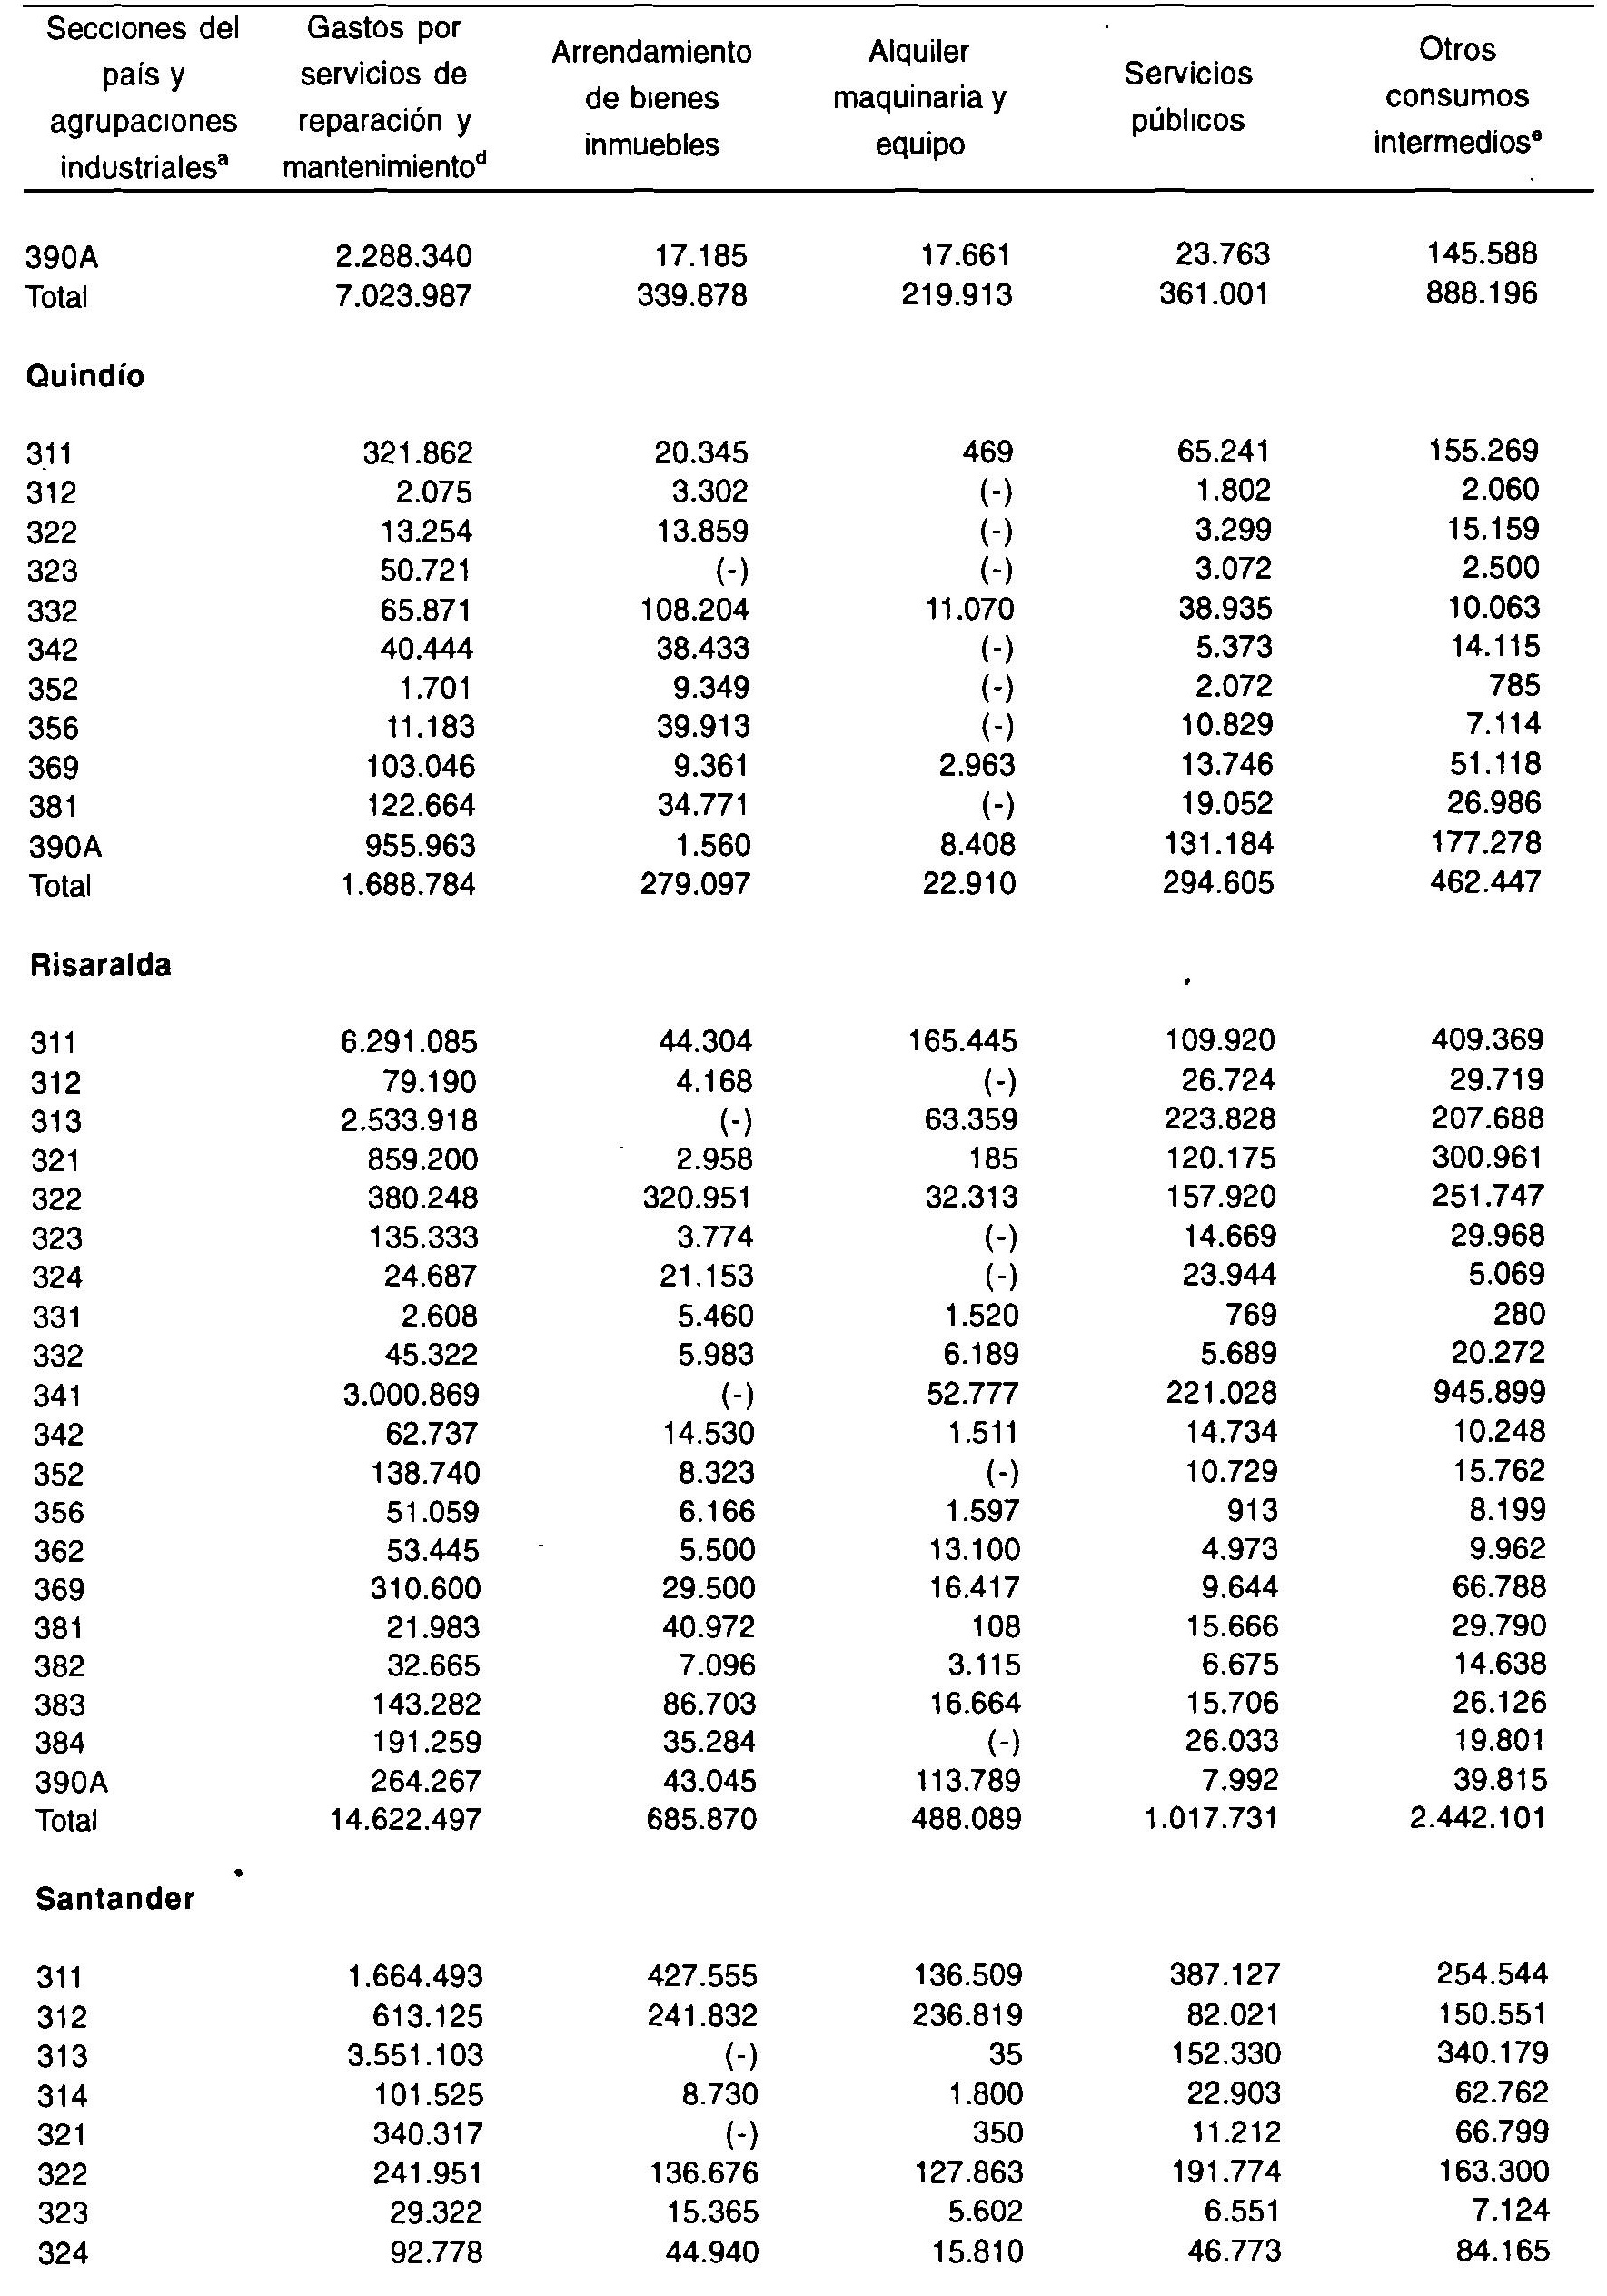 Secciones del país y agrupaciones industrialesª Gastos por servicios de reparación y mantenimientoᵈ Arrendamiento de bienes inmuebles Alquiler maquinaria y equipo Servicios públicos Otros consumos intermediosᵉ
390A 2.288.340 17.185 17.661 23.763 145.588
Total 7.023.987 339.878 219.913 361.001 888.196
Quindío
311 321.862 20.345 469 65.241 155.269
312 2.075 3.302 (-) 1.802 2.060
322 13.254 13.859 (-) 3.299 15.159
323 50.721 (-) (-) 3.072 2.500
332 65.871 108.204 11.070 38.935 10.063
342 40.444 38.433 (-) 5.373 14.115
352 1.701 9.349 (-) 2.072 785
356 11.183 39.913 (-) 10.829 7.114
369 103.046 9.361 2.963 13.746 51.118
381 122.664 34.771 (-) 19.052 26.986
390A 955.963 1.560 8.408 131.184 177.278
Total 1.688.784 279.097 22.910 294.605 462.447
Risaralda
311 6.291.085 44.304 165.445 109.920 409.369
312 79.190 4.168 (-) 26.724 29.719
313 2.533.918 (-) 63.359 223.828 207.688
321 859.200 2.958 185 120.175 300.961
322 380.248 320.951 32.313 157.920 251.747
323 135.333 3.774 (-) 14.669 29.968
324 24.687 21.153 (-) 23.944 5.069
331 2.608 5.460 1.520 769 280
332 45.322 5.983 6.189 5.689 20.272
341 3.000.869 (-) 52.777 221.028 945.899
342 62.737 14.530 1.511 14.734 10.248
352 138.740 8.323 (-) 10.729 15.762
356 51.059 6.166 1.597 913 8.199
362 53.445 5.500 13.100 4.973 9.962
369 310.600 29.500 16.417 9.644 66.788
381 21.983 40.972 108 15.666 29.790
382 32.665 7.096 3.115 6.675 14.638
383 143.282 86.703 16.664 15.706 26.126
384 191.259 35.284 (-) 26.033 19.801
390A 264.267 43.045 113.789 7.992 39.815
Total 14.622.497 685.870 488.089 1.017.731 2.442.101
Santander
311 1.664.493 427.555 136.509 387.127 254.544
312 613.125 241.832 236.819 82.021 150.551
313 3.551.103 (-) 35 152.330 340.179
314 101.525 8.730 1.800 22.903 62.762
321 340.317 (-) 350 11.212 66.799
322 241.951 136.676 127.863 191.774 163.300
323 29.322 15.365 5.602 6.551 7.124
324 92.778 44.940 15.810 46.773 84.165